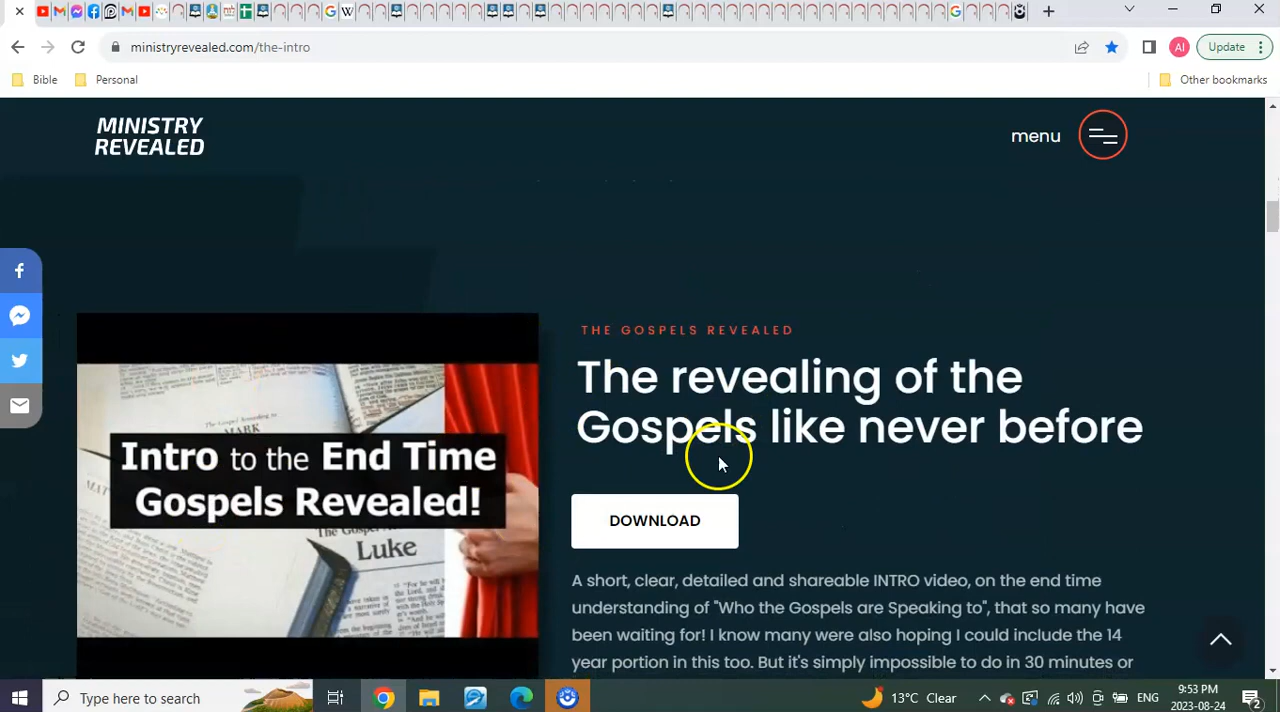 ministryrevealed.com/the-intro
AI
Update
Bible
Personal
Other bookmarks
MINISTRY
REVEALED
menu
THE GOSPELS REVEALED
The revealing of the
Gospels like never before
MARK
Intro to the End Time
Gospels Revealed!
Luke
DOWNLOAD
A short, clear, detailed and shareable INTRO video, on the end time
understanding of "Who the Gospels are Speaking to", that so many have
been waiting for! I know many were also hoping I could include the 14
year portion in this too. But it's simply impossible to do in 30 minutes or
Type here to search
13°C Clear
ENG
9:53 PM
2023-08-24
2